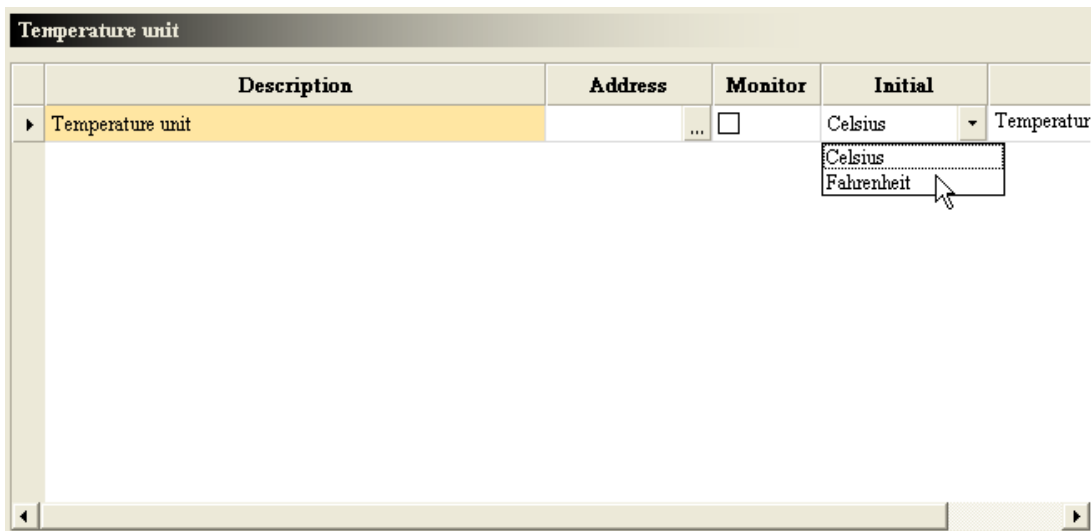 Temperature unit
Description Address Monitor Initial
Temperature unit ... Celsius Temperatur
Celsius
Fahrenheit